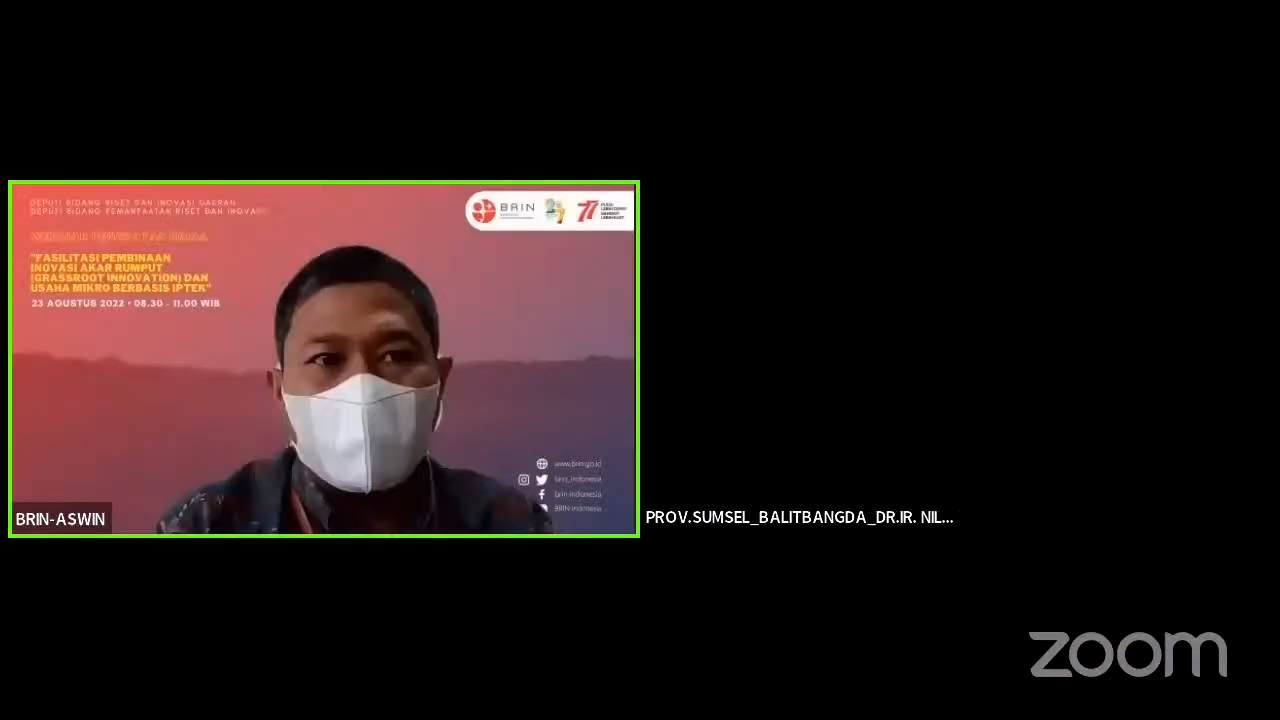 DEPUTI BIDANG RISET DAN INOVASI DAERAH
DEPUTI BIDANG PEMANFAATAN RISET DAN INOVASI
"FASILITASI PEMBINAAN
INOVASI AKAR RUMPUT
(GRASSROOT INNOVATION) DAN
USAHA MIKRO BERBASIS IPTEK"
23 AGUSTUS 2022 • 08.30 - 11.00 WIB
BRIN
77
www.brin.go.id
brin_indonesia
brin.indonesia
BRIN Indonesia
BRIN-ASWIN
PROV.SUMSEL_BALITBANGDA_DR.IR. NIL...
zoom